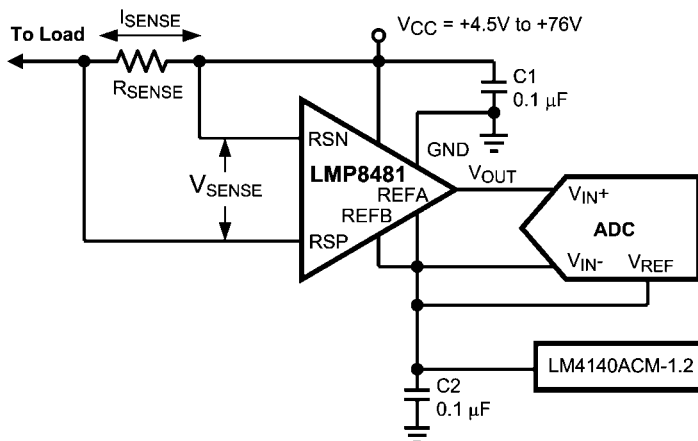 ISENSE
To Load
RSENSE
VCC = +4.5V to +76V
C1
0.1 µF
RSN
GND
LMP8481
VSENSE
REFA
REFB
RSP
VOUT
VIN+
ADC
VIN-
VREF
LM4140ACM-1.2
C2
0.1 µF